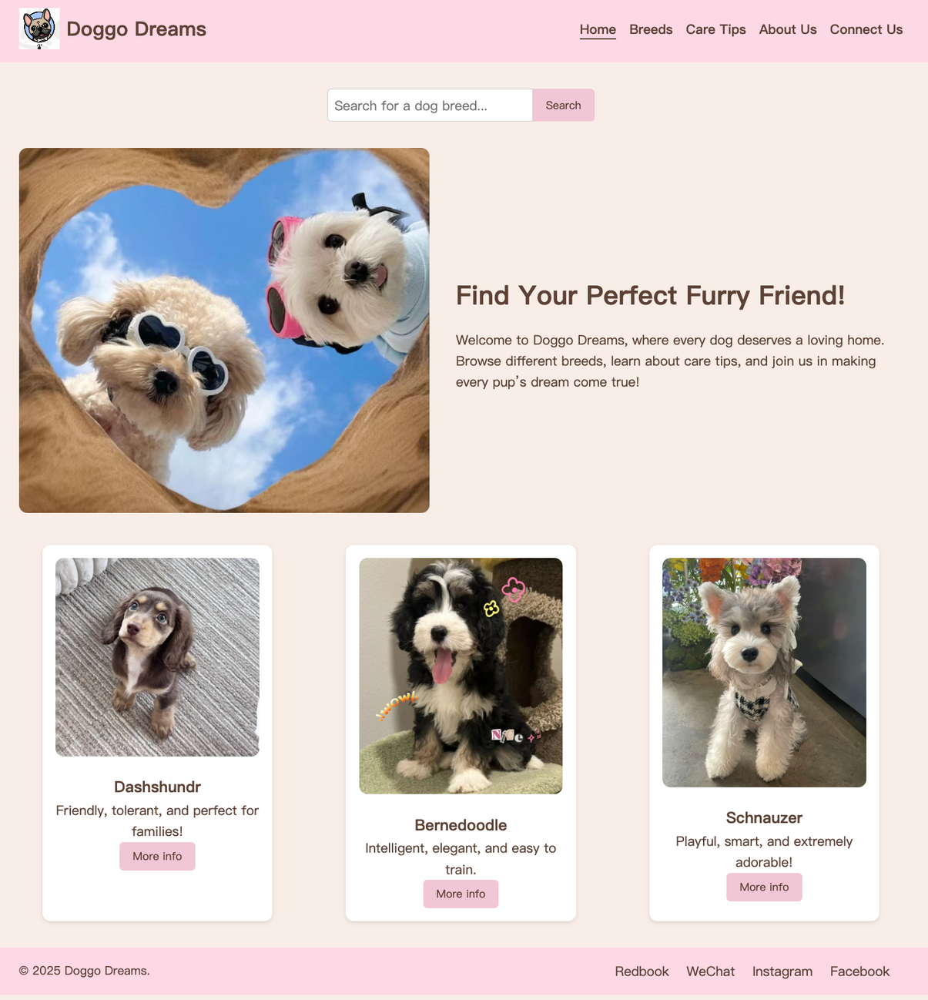 Doggo Dreams
Home Breeds Care Tips About Us Connect Us
Search for a dog breed... Search
Find Your Perfect Furry Friend!
Welcome to Doggo Dreams, where every dog deserves a loving home.
Browse different breeds, learn about care tips, and join us in making
every pup's dream come true!
WOW!
Dashshundr
Friendly, tolerant, and perfect for
families!
More info
Bernedoodle
Intelligent, elegant, and easy to
train.
More info
Schnauzer
Playful, smart, and extremely
adorable!
More info
© 2025 Doggo Dreams.
Redbook WeChat Instagram Facebook